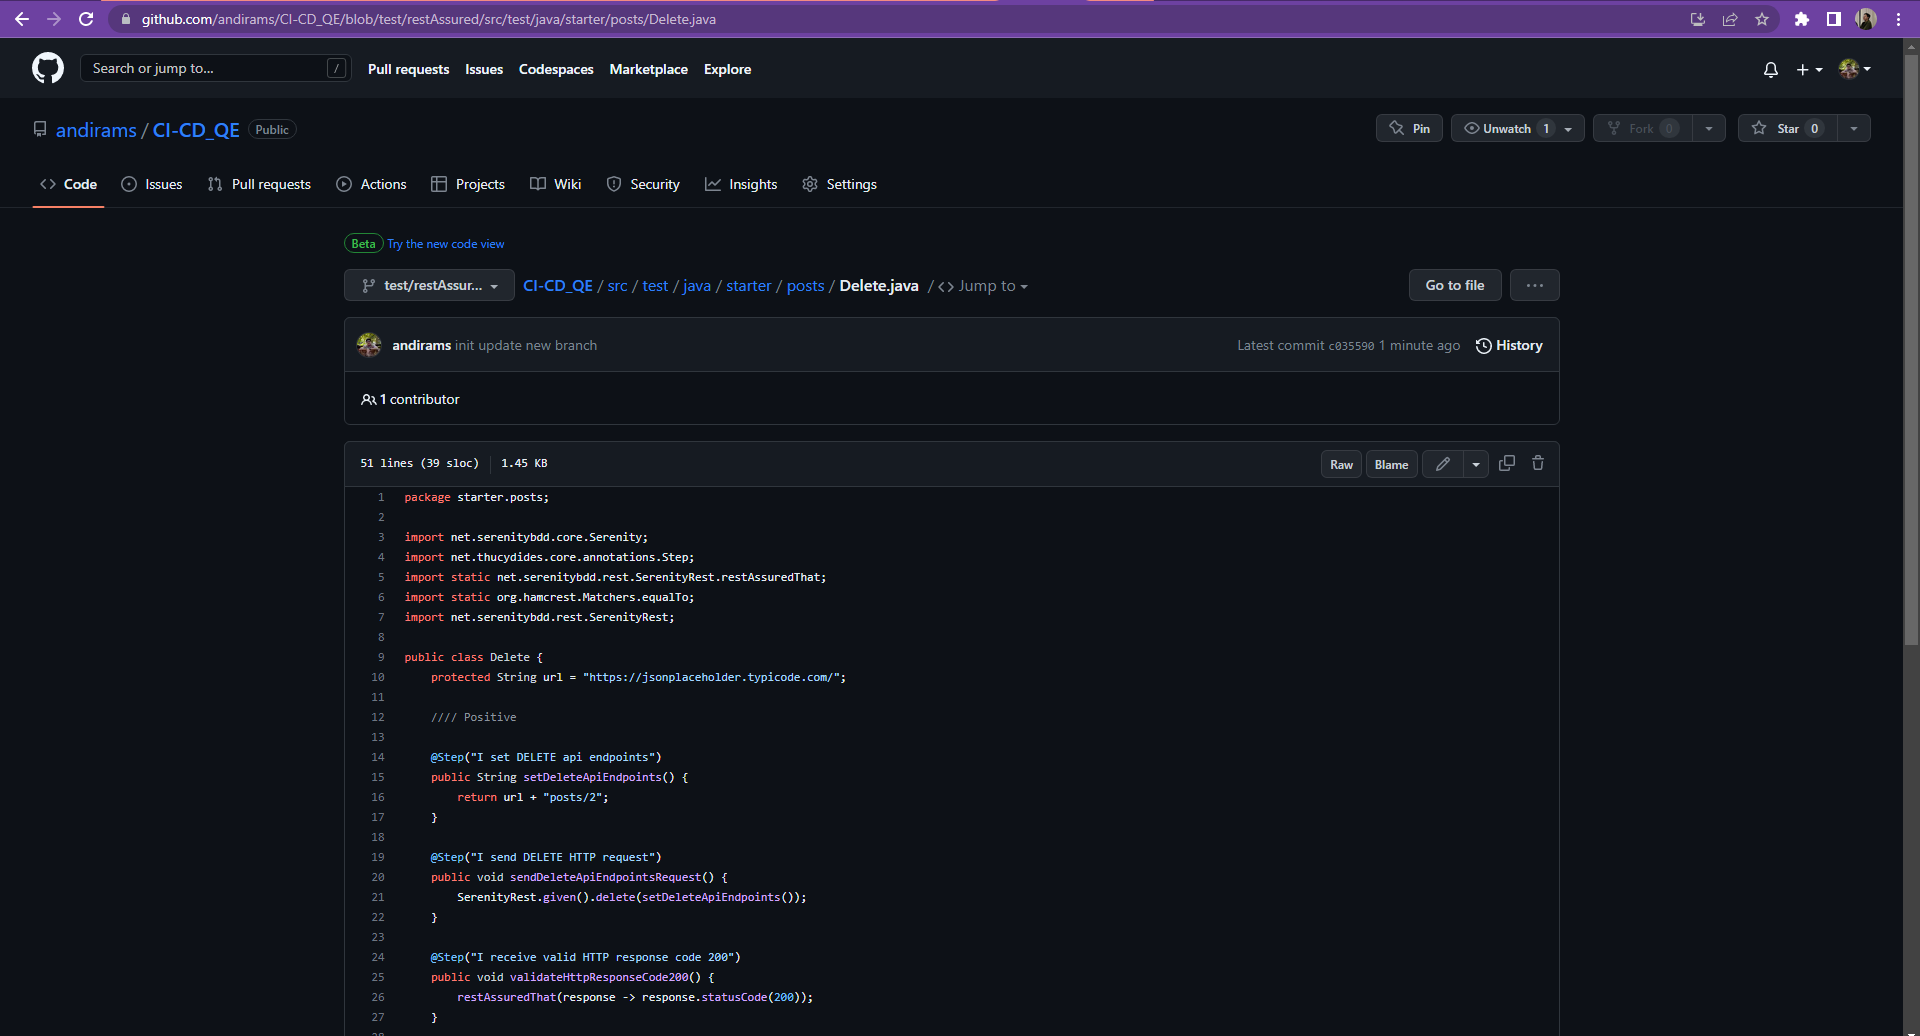 github.com/andirams/CI-CD_QE/blob/test/restAssured/src/test/java/starter/posts/Delete.java
Search or jump to... / Pull requests Issues Codespaces Marketplace Explore
andirams / CI-CD_QE Public Pin Unwatch 1 Fork 0 Star 0
Code Issues Pull requests Actions Projects Wiki Security Insights Settings
Beta Try the new code view
test/restAssur... CI-CD_QE / src / test / java / starter / posts / Delete.java / <> Jump to Go to file ...
andirams init update new branch Latest commit c035590 1 minute ago History
1 contributor
51 lines (39 sloc) 1.45 KB Raw Blame
1 package starter.posts;
2
3 import net.serenitybdd.core.Serenity;
4 import net.thucydides.core.annotations.Step;
5 import static net.serenitybdd.rest.SerenityRest.restAssuredThat;
6 import static org.hamcrest.Matchers.equalTo;
7 import net.serenitybdd.rest.SerenityRest;
8
9 public class Delete {
10 protected String url = "https://jsonplaceholder.typicode.com/";
11
12 //// Positive
13
14 @Step("I set DELETE api endpoints")
15 public String setDeleteApiEndpoints() {
16 return url + "posts/2";
17 }
18
19 @Step("I send DELETE HTTP request")
20 public void sendDeleteApiEndpointsRequest() {
21 SerenityRest.given().delete(setDeleteApiEndpoints());
22 }
23
24 @Step("I receive valid HTTP response code 200")
25 public void validateHttpResponseCode200() {
26 restAssuredThat(response -> response.statusCode(200));
27 }
28